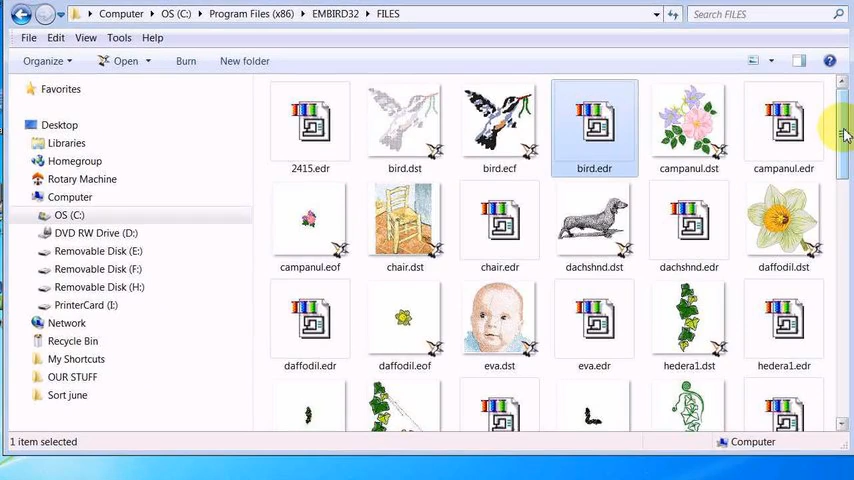 Computer ▸ OS (C:) ▸ Program Files (x86) ▸ EMBIRD32 ▸ FILES
Search FILES
File Edit View Tools Help
Organize Open Burn New folder
Favorites
Desktop
Libraries
Homegroup
Rotary Machine
Computer
OS (C:)
DVD RW Drive (D:)
Removable Disk (E:)
Removable Disk (F:)
Removable Disk (H:)
PrinterCard (I:)
Network
Recycle Bin
My Shortcuts
OUR STUFF
Sort june
2415.edr bird.dst bird.ecf bird.edr campanul.dst campanul.edr
campanul.eof chair.dst chair.edr dachshnd.dst dachshnd.edr daffodil.dst
daffodil.edr daffodil.eof eva.dst eva.edr hedera1.dst hedera1.edr
1 item selected
Computer